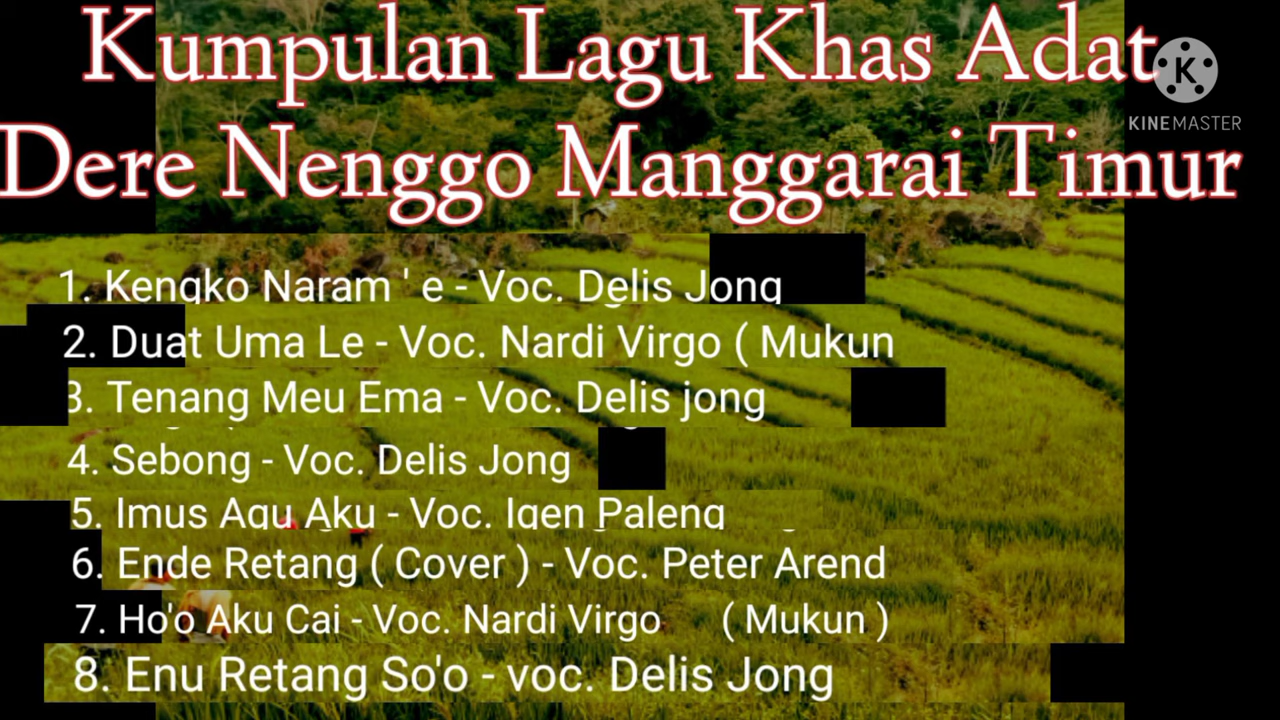 Kumpulan Lagu Khas Adat
Dere Nenggo Manggarai Timur
KINEMASTER
1. Kengko Naram ' e - Voc. Delis Jong
2. Duat Uma Le - Voc. Nardi Virgo ( Mukun
3. Tenang Meu Ema - Voc. Delis jong
4. Sebong - Voc. Delis Jong
5. Imus Agu Aku - Voc. Igen Paleng
6. Ende Retang ( Cover ) - Voc. Peter Arend
7. Ho'o Aku Cai - Voc. Nardi Virgo ( Mukun )
8. Enu Retang So'o - voc. Delis Jong